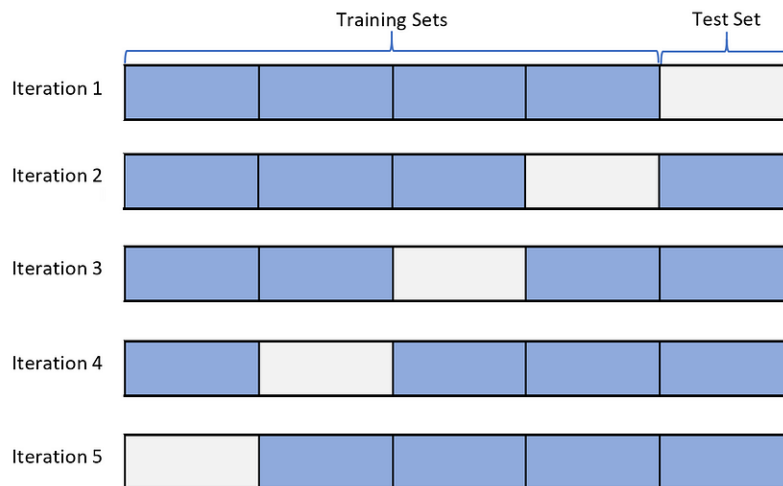 Training Sets
Test Set
Iteration 1
Iteration 2
Iteration 3
Iteration 4
Iteration 5